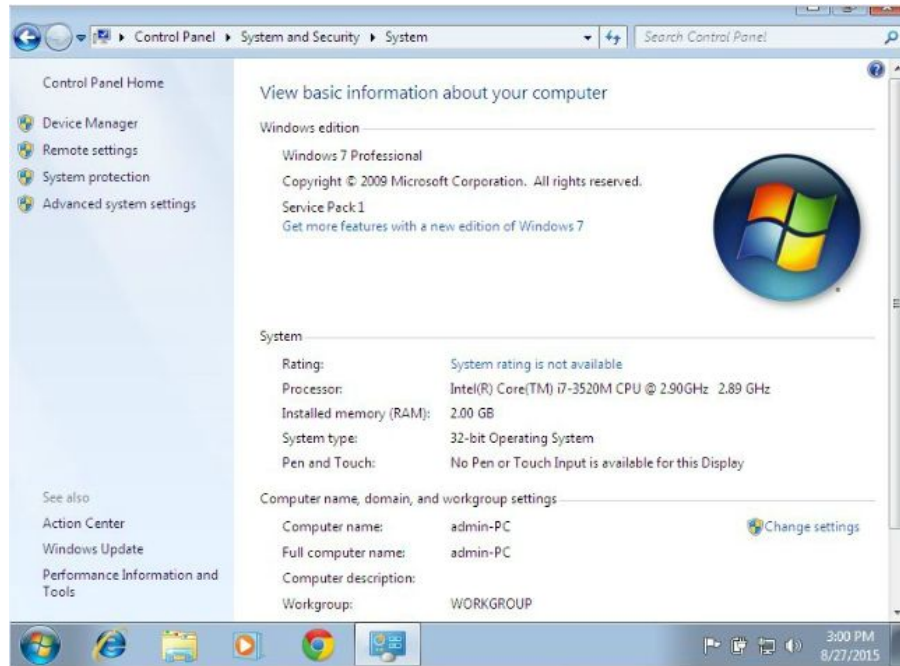 Control Panel ▸ System and Security ▸ System
Search Control Panel
Control Panel Home
Device Manager
Remote settings
System protection
Advanced system settings
See also
Action Center
Windows Update
Performance Information and
Tools
View basic information about your computer
Windows edition
Windows 7 Professional
Copyright © 2009 Microsoft Corporation. All rights reserved.
Service Pack 1
Get more features with a new edition of Windows 7
System
Rating: System rating is not available
Processor: Intel(R) Core(TM) i7-3520M CPU @ 2.90GHz 2.89 GHz
Installed memory (RAM): 2.00 GB
System type: 32-bit Operating System
Pen and Touch: No Pen or Touch Input is available for this Display
Computer name, domain, and workgroup settings
Computer name: admin-PC
Change settings
Full computer name: admin-PC
Computer description:
Workgroup: WORKGROUP
3:00 PM
8/27/2015